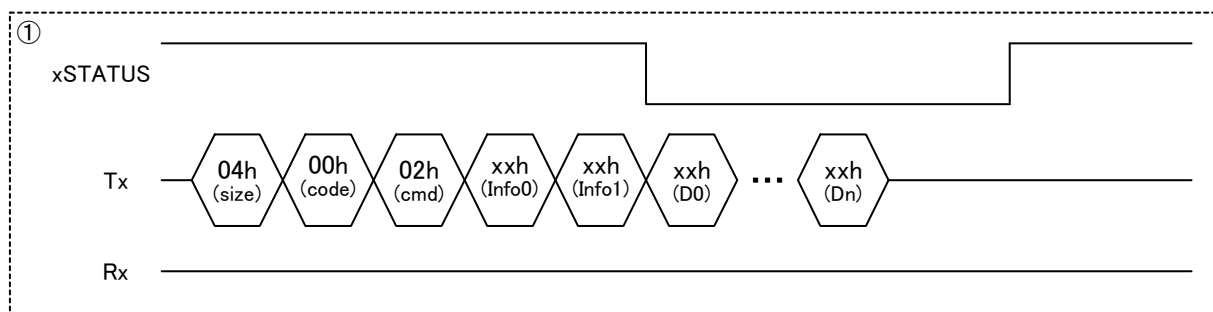 ①
xSTATUS
Tx
04h
(size)
00h
(code)
02h
(cmd)
xxh
(Info0)
xxh
(Info1)
xxh
(D0)
•••
xxh
(Dn)
Rx